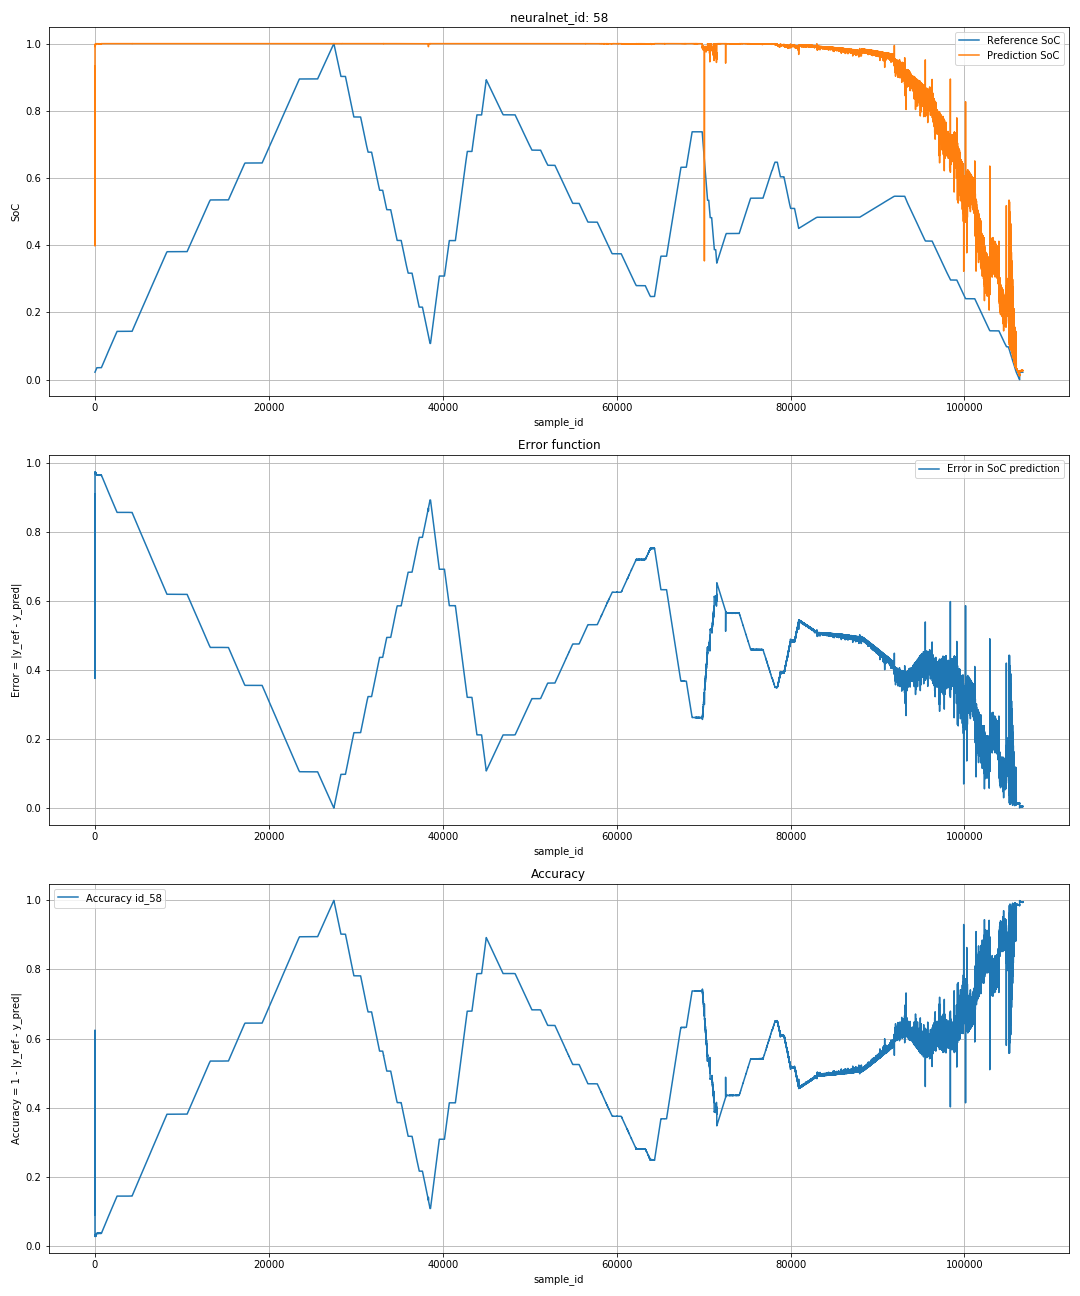 neuralnet_id: 58
1.0
0.8
0.6
0.4
0.2
0.0
SoC
Reference SoC
Prediction SoC
0 20000 40000 60000 80000 100000
sample_id
Error function
1.0
0.8
0.6
0.4
0.2
0.0
Error = |y_ref - y_pred|
Error in SoC prediction
0 20000 40000 60000 80000 100000
sample_id
Accuracy
1.0
0.8
0.6
0.4
0.2
0.0
Accuracy = 1 - |y_ref - y_pred|
Accuracy id_58
0 20000 40000 60000 80000 100000
sample_id